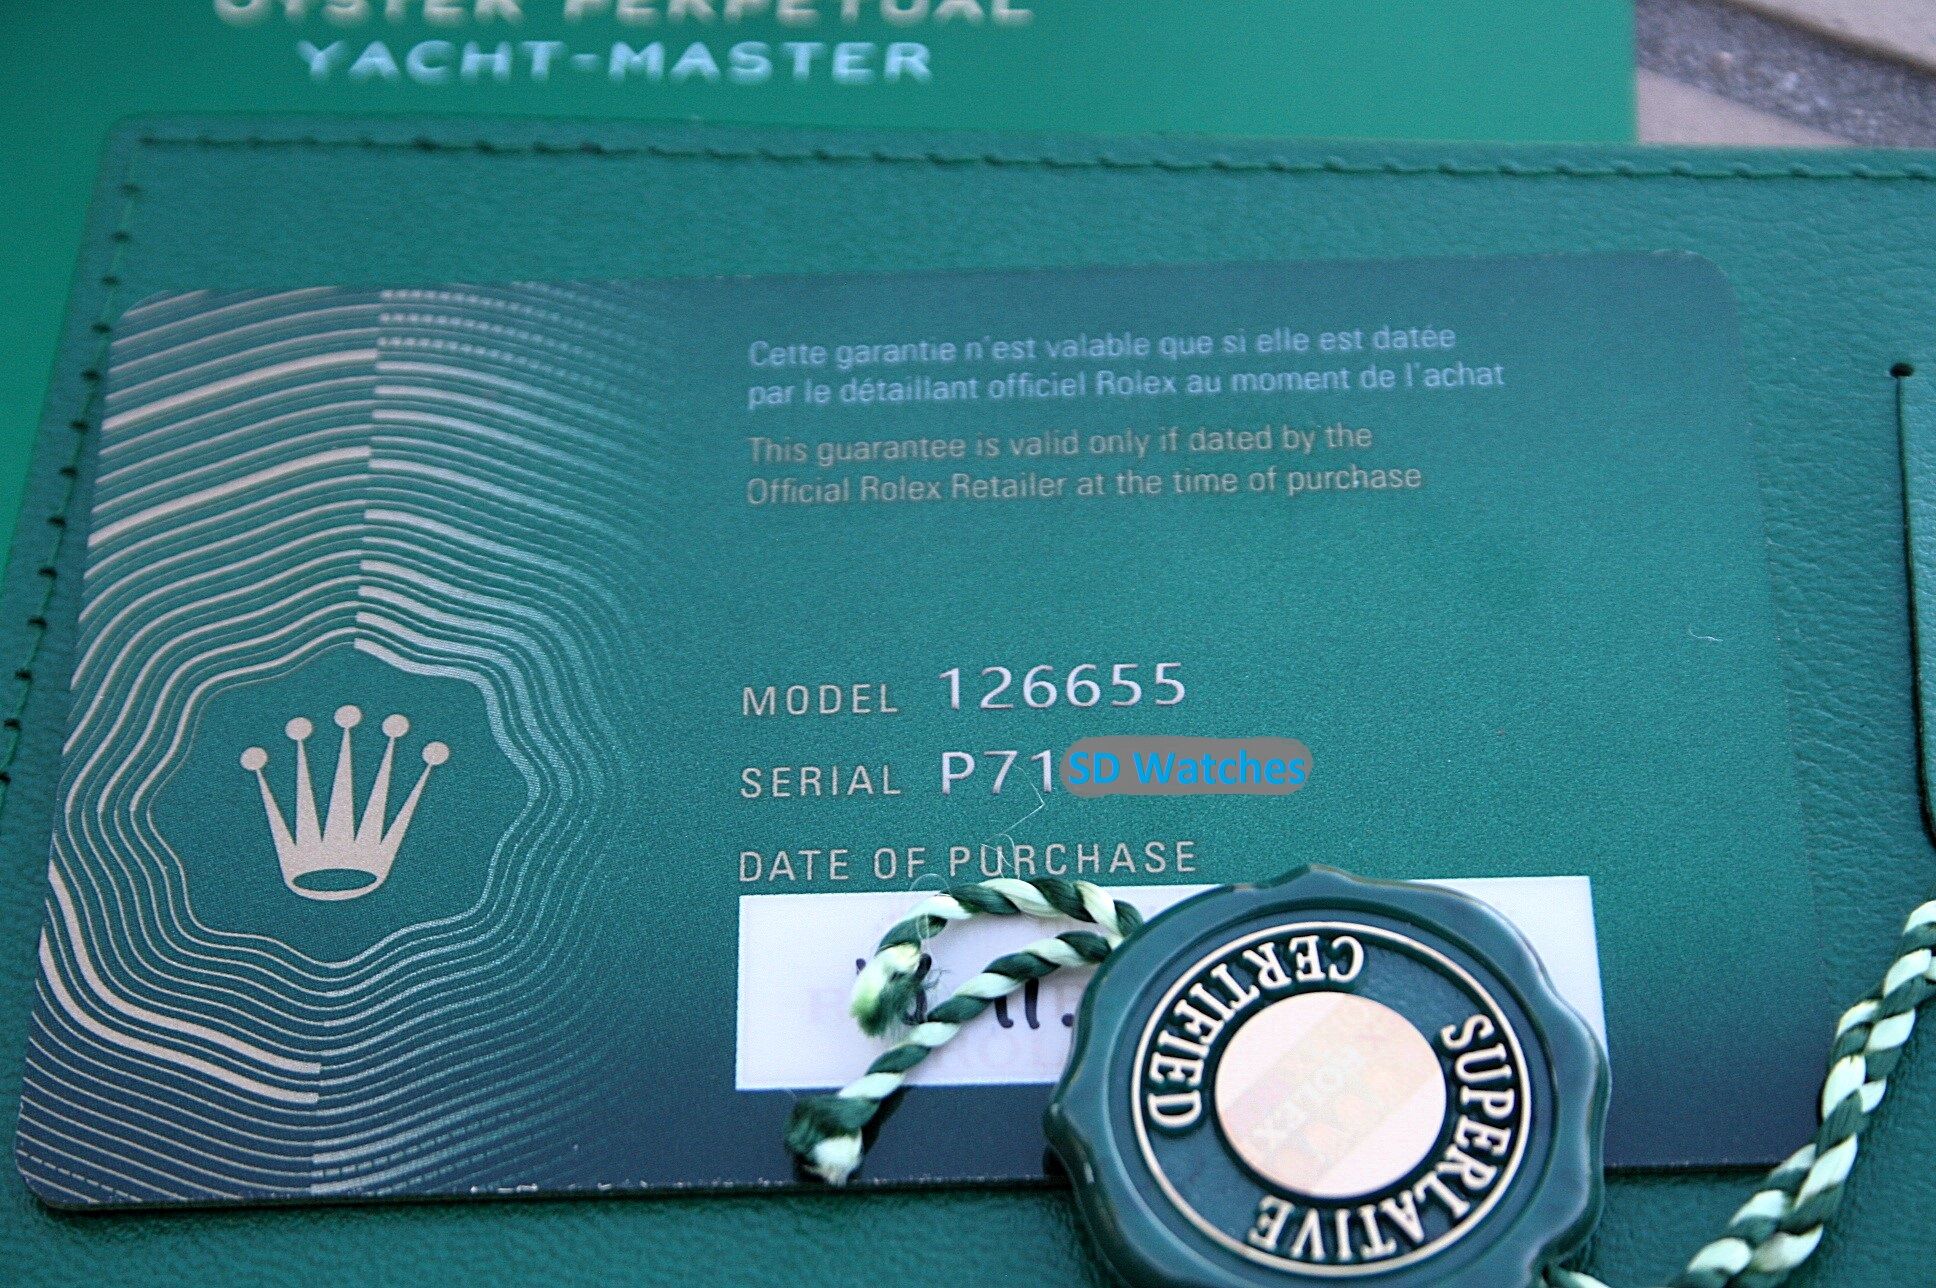 OYSTER PERPETUAL
YACHT-MASTER
Cette garantie n'est valable que si elle est datée
par le détaillant officiel Rolex au moment de l'achat
This guarantee is valid only if dated by the
Official Rolex Retailer at the time of purchase
MODEL 126655
SERIAL P71 SD Watches
DATE OF PURCHASE
SUPERLATIVE
CERTIFIED
ROLEX